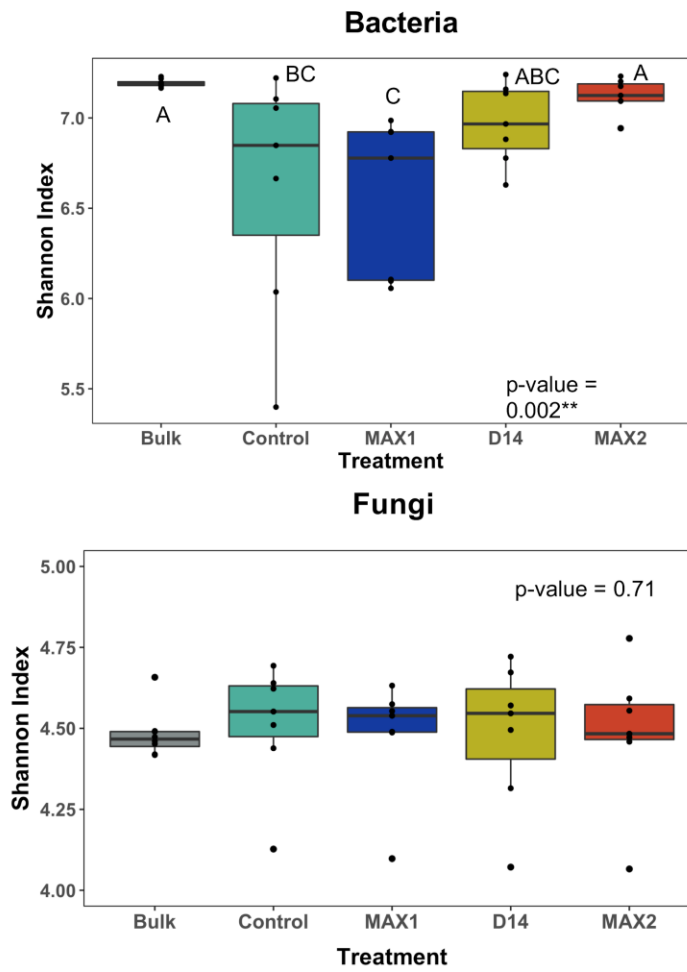 Bacteria
Shannon Index
7.0
6.5
6.0
5.5
A
BC
C
ABC
A
p-value =
0.002**
Bulk
Control
MAX1
D14
MAX2
Treatment
Fungi
Shannon Index
5.00
4.75
4.50
4.25
4.00
p-value = 0.71
Bulk
Control
MAX1
D14
MAX2
Treatment